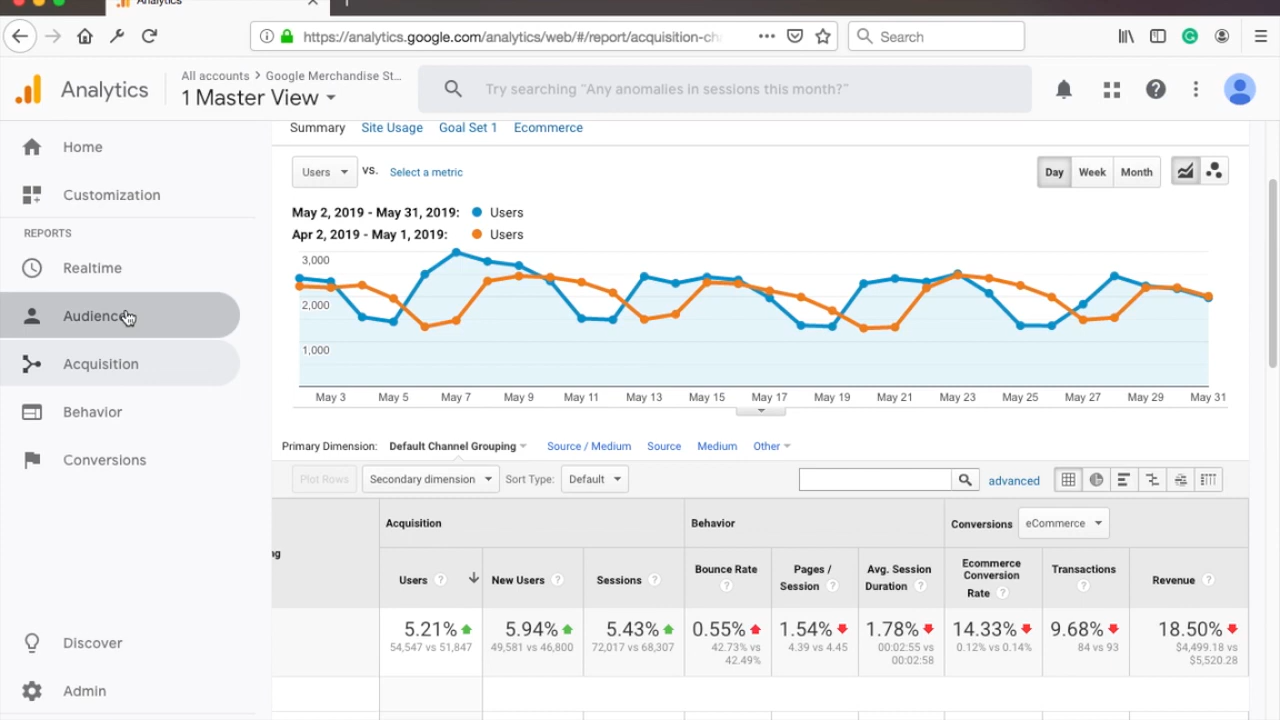 Analytics
https://analytics.google.com/analytics/web/#/report/acquisition-ch
Search
Analytics
All accounts > Google Merchandise St...
1 Master View
Try searching "Any anomalies in sessions this month?"
Home
Customization
REPORTS
Realtime
Audience
Acquisition
Behavior
Conversions
Discover
Admin
Summary Site Usage Goal Set 1 Ecommerce
Users VS. Select a metric
Day Week Month
May 2, 2019 - May 31, 2019: Users
Apr 2, 2019 - May 1, 2019: Users
3,000
2,000
1,000
May 3 May 5 May 7 May 9 May 11 May 13 May 15 May 17 May 19 May 21 May 23 May 25 May 27 May 29 May 31
Primary Dimension: Default Channel Grouping Source / Medium Source Medium Other
Plot Rows Secondary dimension Sort Type: Default advanced
Acquisition Behavior Conversions eCommerce
Users ? New Users ? Sessions ? Bounce Rate ? Pages / Session ? Avg. Session Duration ? Ecommerce Conversion Rate ? Transactions ? Revenue ?
5.21% 5.94% 5.43% 0.55% 1.54% 1.78% 14.33% 9.68% 18.50%
54,547 vs 51,847 49,581 vs 46,800 72,017 vs 68,307 42.73% vs 42.49% 4.39 vs 4.45 00:02:55 vs 00:02:58 0.12% vs 0.14% 84 vs 93 $4,499.18 vs $5,520.28